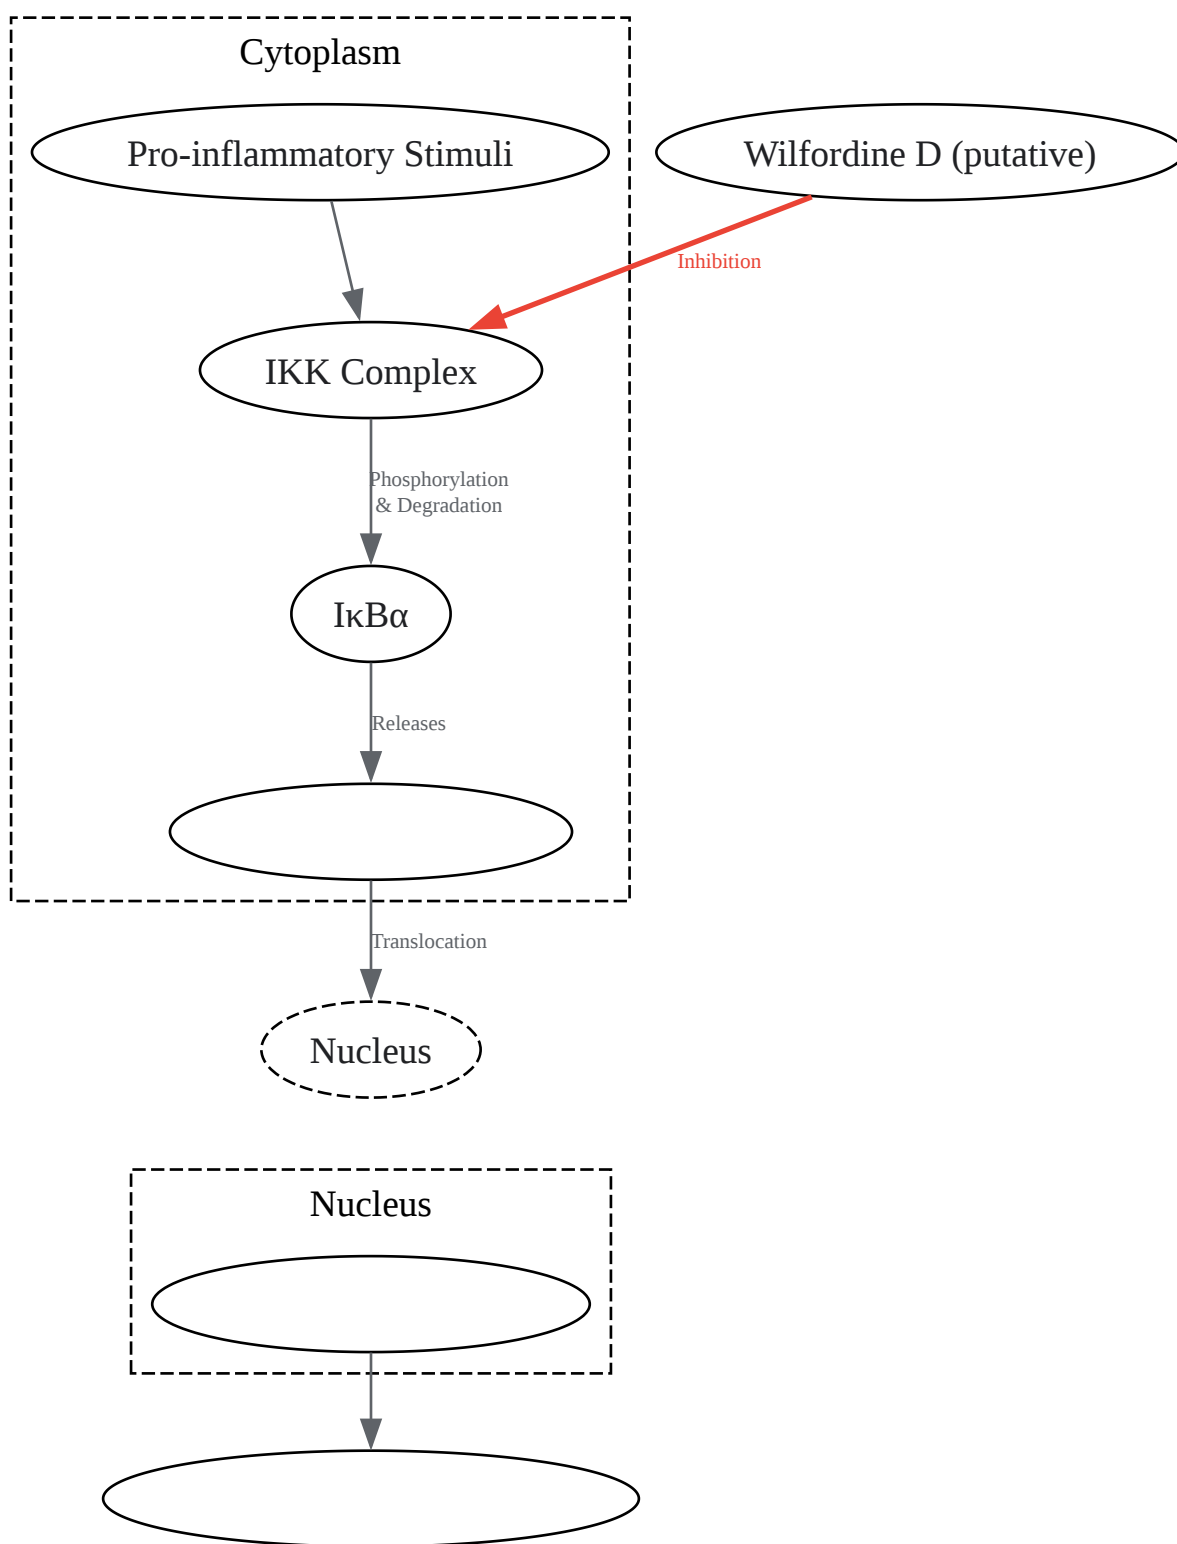 Cytoplasm
Pro-inflammatory Stimuli
Wilfordine D (putative)
Inhibition
IKK Complex
Phosphorylation
& Degradation
IκBα
Releases
Translocation
Nucleus
Nucleus